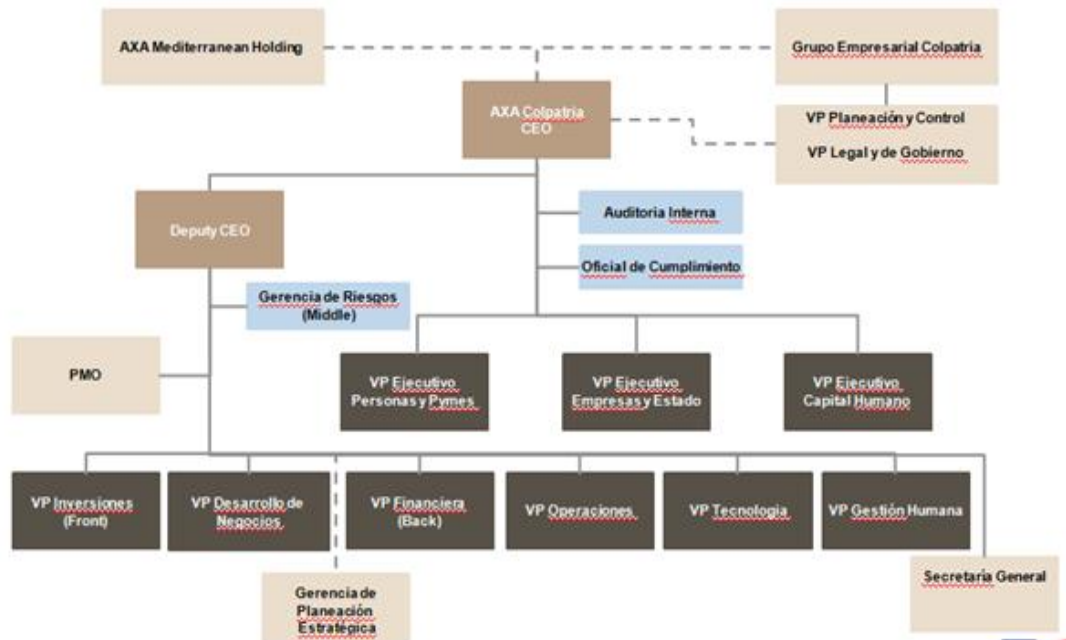 AXA Mediterranean Holding
Grupo Empresarial Colpatria
AXA Colpatria
CEO
VP Planeación y Control
VP Legal y de Gobierno
Deputy CEO
Auditoria Interna
Oficial de Cumplimiento
Gerencia de Riesgos
(Middle)
PMO
VP Ejecutivo
Personas y Pymes
VP Ejecutivo
Empresas y Estado
VP Ejecutivo
Capital Humano
VP Inversiones
(Front)
VP Desarrollo de
Negocios
VP Financiera
(Back)
VP Operaciones
VP Tecnologia
VP Gestión Humana
Secretaría General
Gerencia de
Planeación
Estratégica